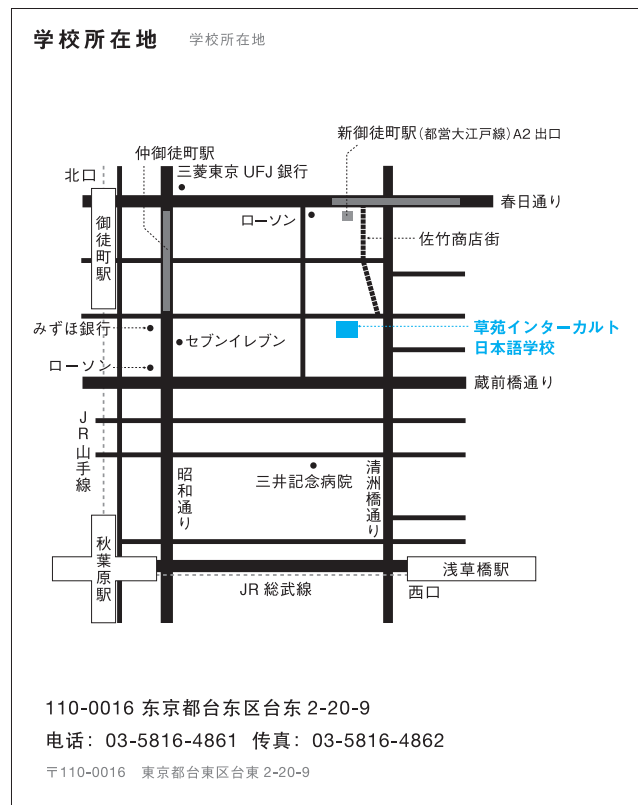 学校所在地 学校所在地
新御徒町駅(都営大江戸線)A2 出口
仲御徒町駅
三菱東京 UFJ 銀行
北口
春日通り
ローソン
御徒町駅
佐竹商店街
みずほ銀行
セブンイレブン
草苑インターカルト
日本語学校
ローソン
蔵前橋通り
JR山手線
昭和通り
三井記念病院
清洲橋通り
秋葉原駅
浅草橋駅
JR 総武線
西口
110-0016 东京都台东区台东 2-20-9
电话：03-5816-4861 传真：03-5816-4862
〒110-0016 東京都台東区台東 2-20-9